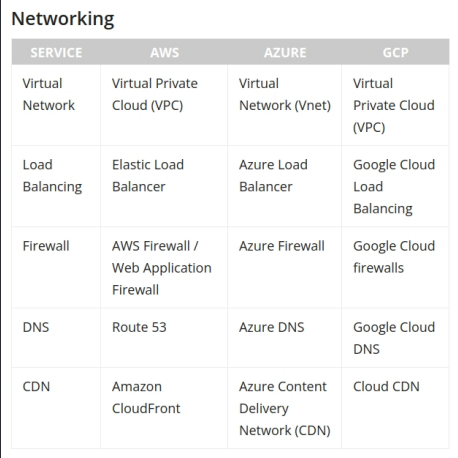 Networking
SERVICE AWS AZURE GCP
Virtual Virtual Private Virtual Virtual
Network Cloud (VPC) Network (Vnet) Private Cloud
(VPC)
Load Elastic Load Azure Load Google Cloud
Balancing Balancer Balancer Load
Balancing
Firewall AWS Firewall / Azure Firewall Google Cloud
Web Application firewalls
Firewall
DNS Route 53 Azure DNS Google Cloud
DNS
CDN Amazon Azure Content Cloud CDN
CloudFront Delivery
Network (CDN)